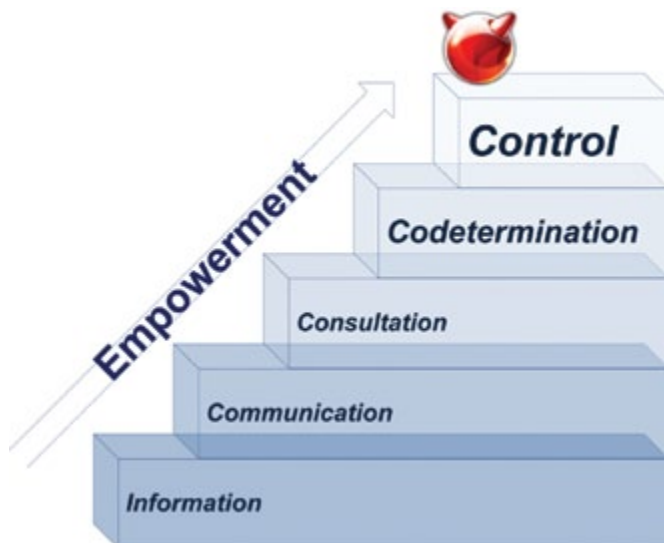 Control
Codetermination
Empowerment
Consultation
Communication
Information